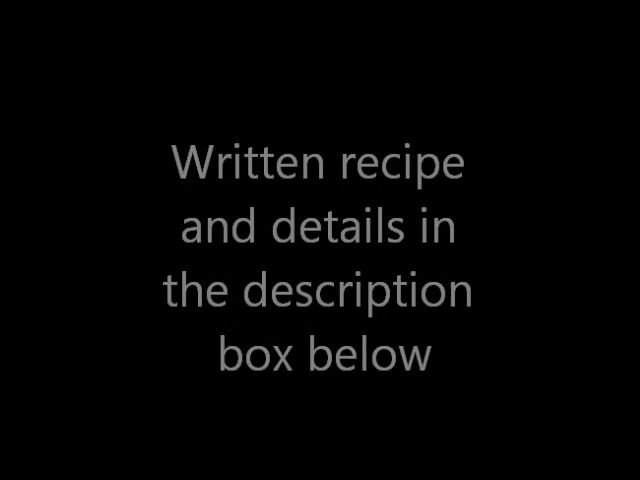 Written recipe
and details in
the description
box below